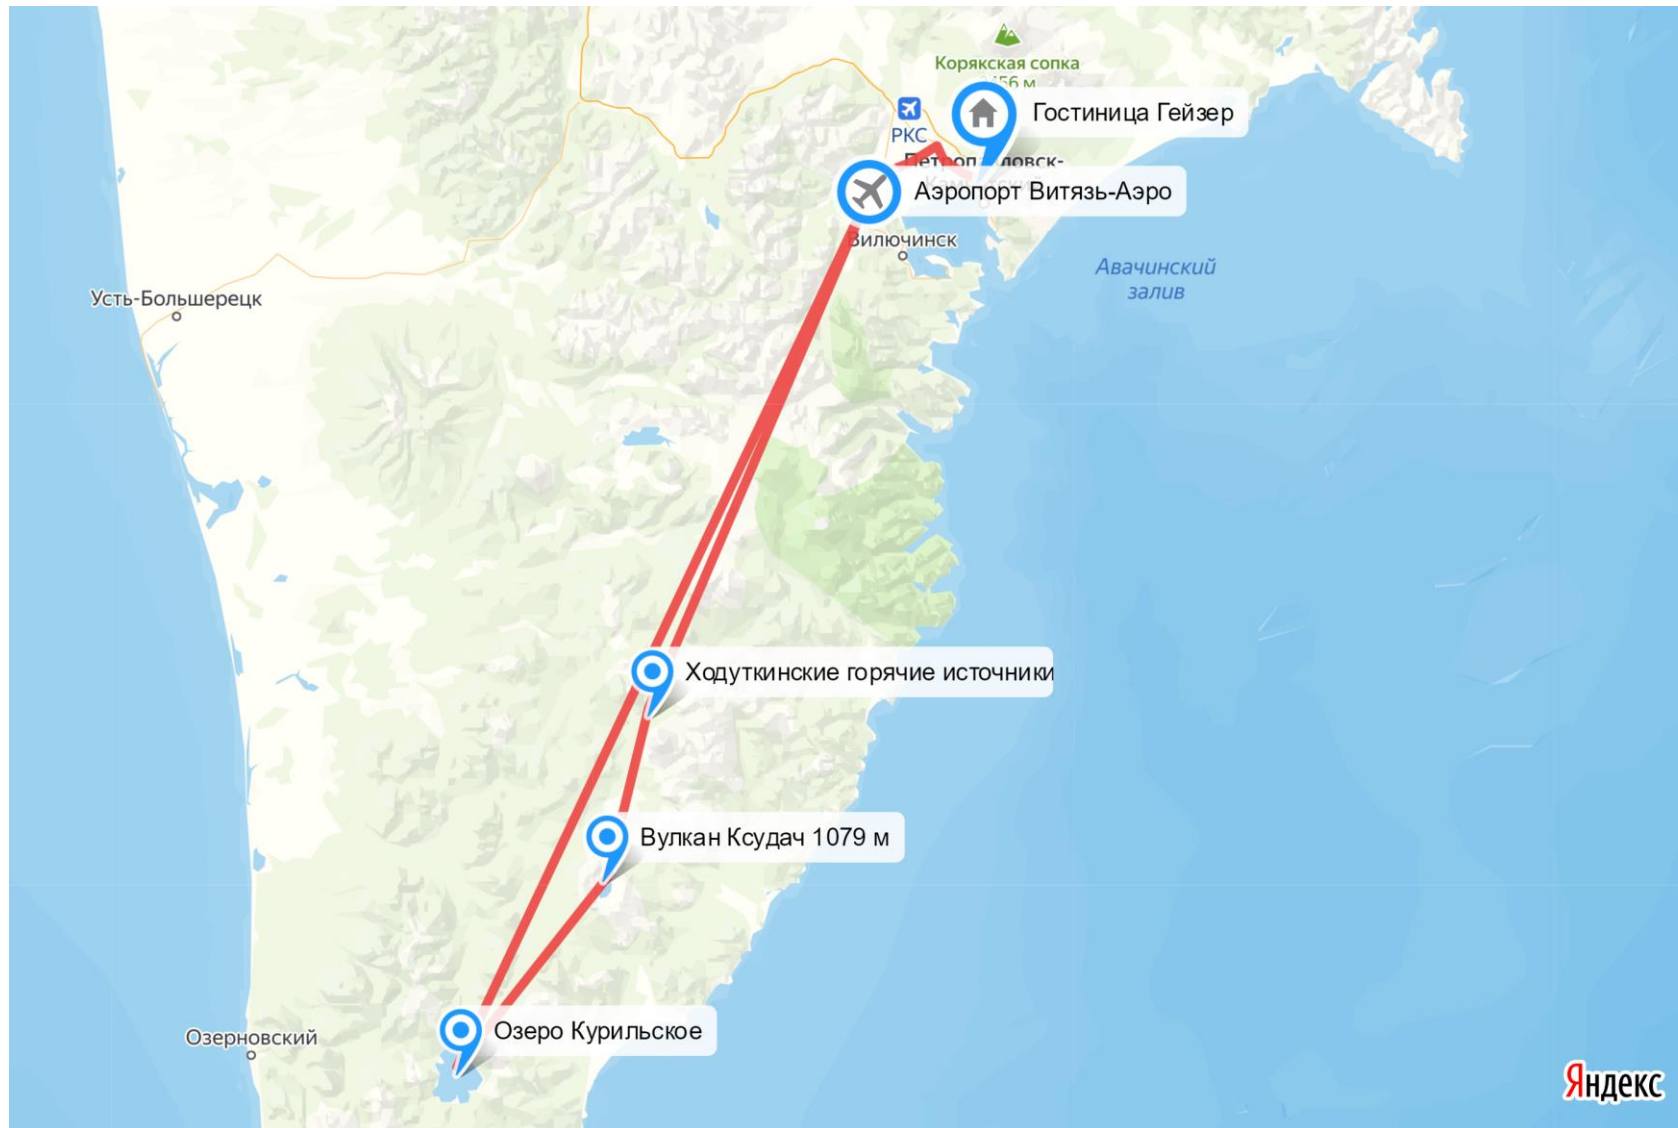 Корякская сопка
Гостиница Гейзер
РКС
Аэропорт Витязь-Аэро
Вилючинск
Авачинский
залив
Усть-Большерецк
Ходуткинские горячие источники
Вулкан Ксудач 1079 м
Озеро Курильское
Озерновский
Яндекс